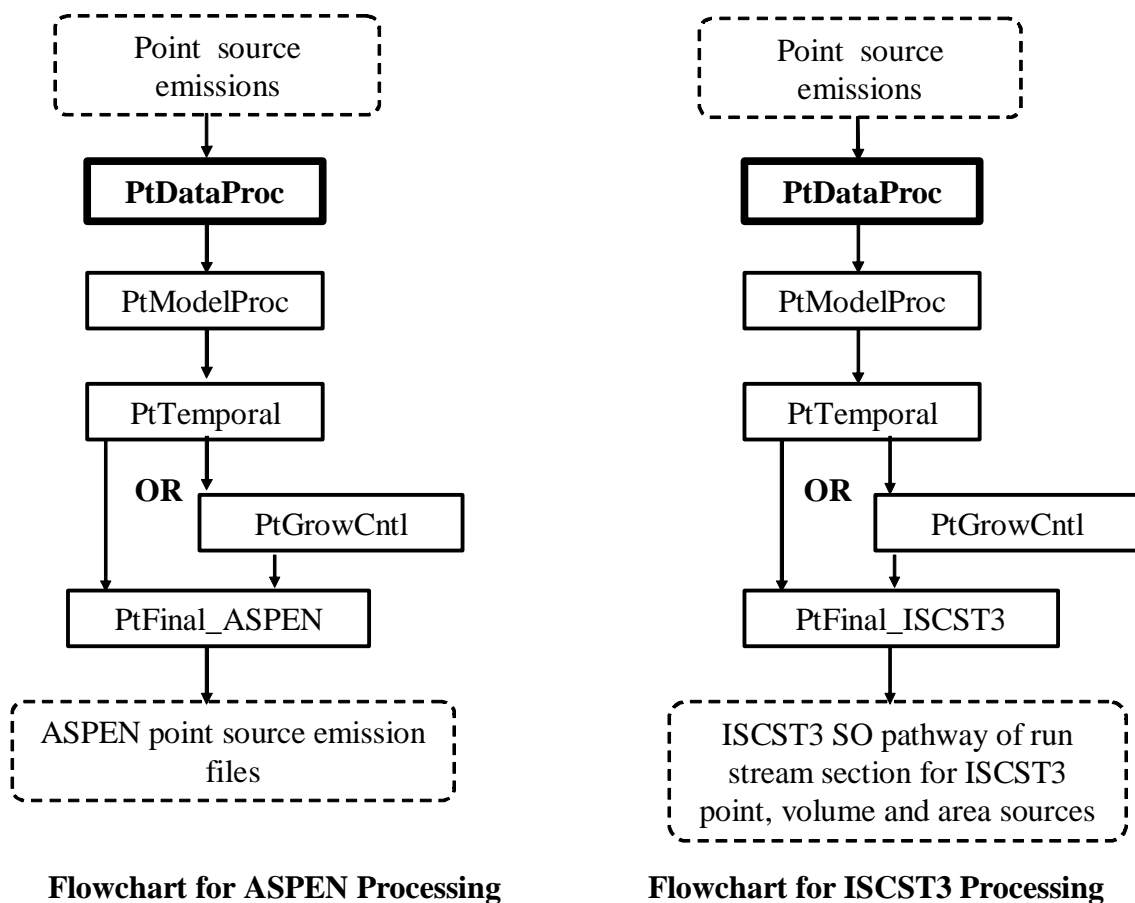 Point source
emissions
PtDataProc
PtModelProc
PtTemporal
OR
PtGrowCntl
PtFinal_ASPEN
ASPEN point source emission
files
Flowchart for ASPEN Processing
Point source
emissions
PtDataProc
PtModelProc
PtTemporal
OR
PtGrowCntl
PtFinal_ISCST3
ISCST3 SO pathway of run
stream section for ISCST3
point, volume and area sources
Flowchart for ISCST3 Processing